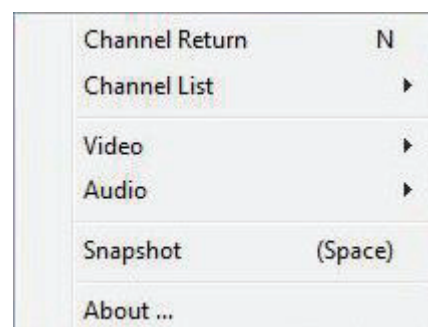 Channel Return N
Channel List
Video
Audio
Snapshot (Space)
About ...